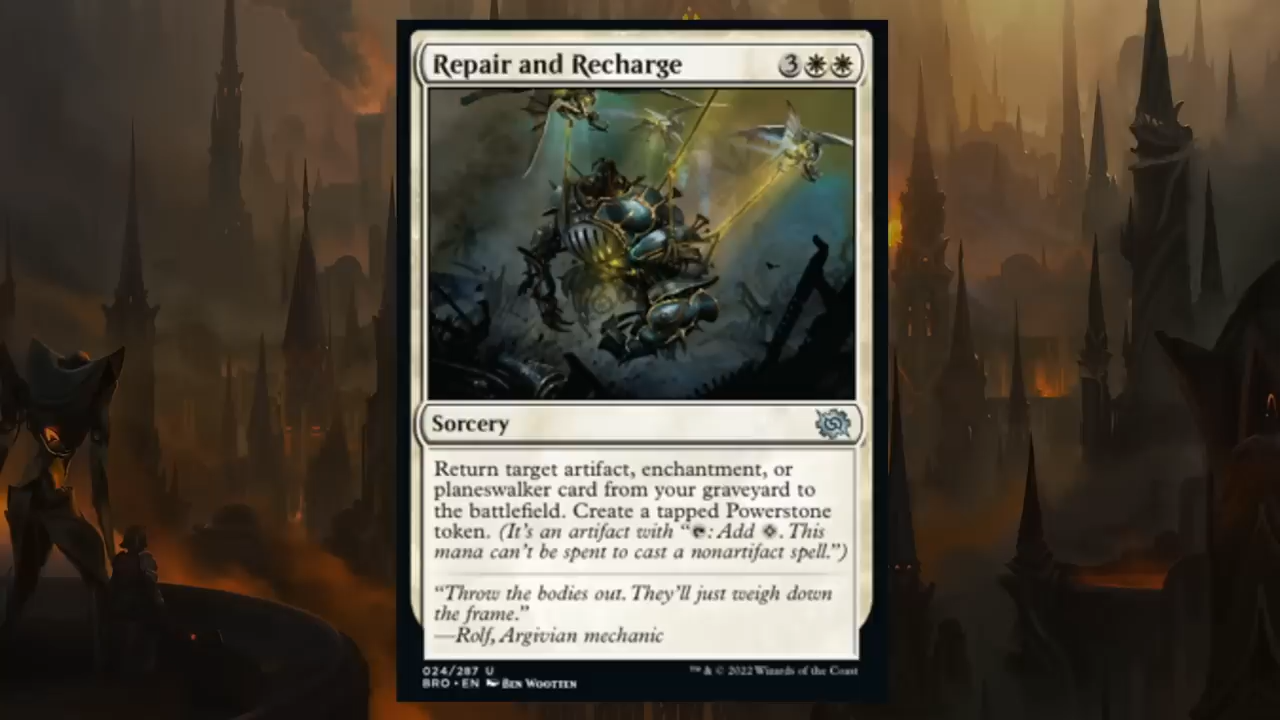 Repair and Recharge 3
Sorcery
Return target artifact, enchantment, or
planeswalker card from your graveyard to
the battlefield. Create a tapped Powerstone
token. (It's an artifact with “: Add . This
mana can't be spent to cast a nonartifact spell.”)
“Throw the bodies out. They'll just weigh down
the frame.”
—Rolf, Argivian mechanic
024/287 U
BRO • EN Ben Wootten
™ & © 2022 Wizards of the Coast